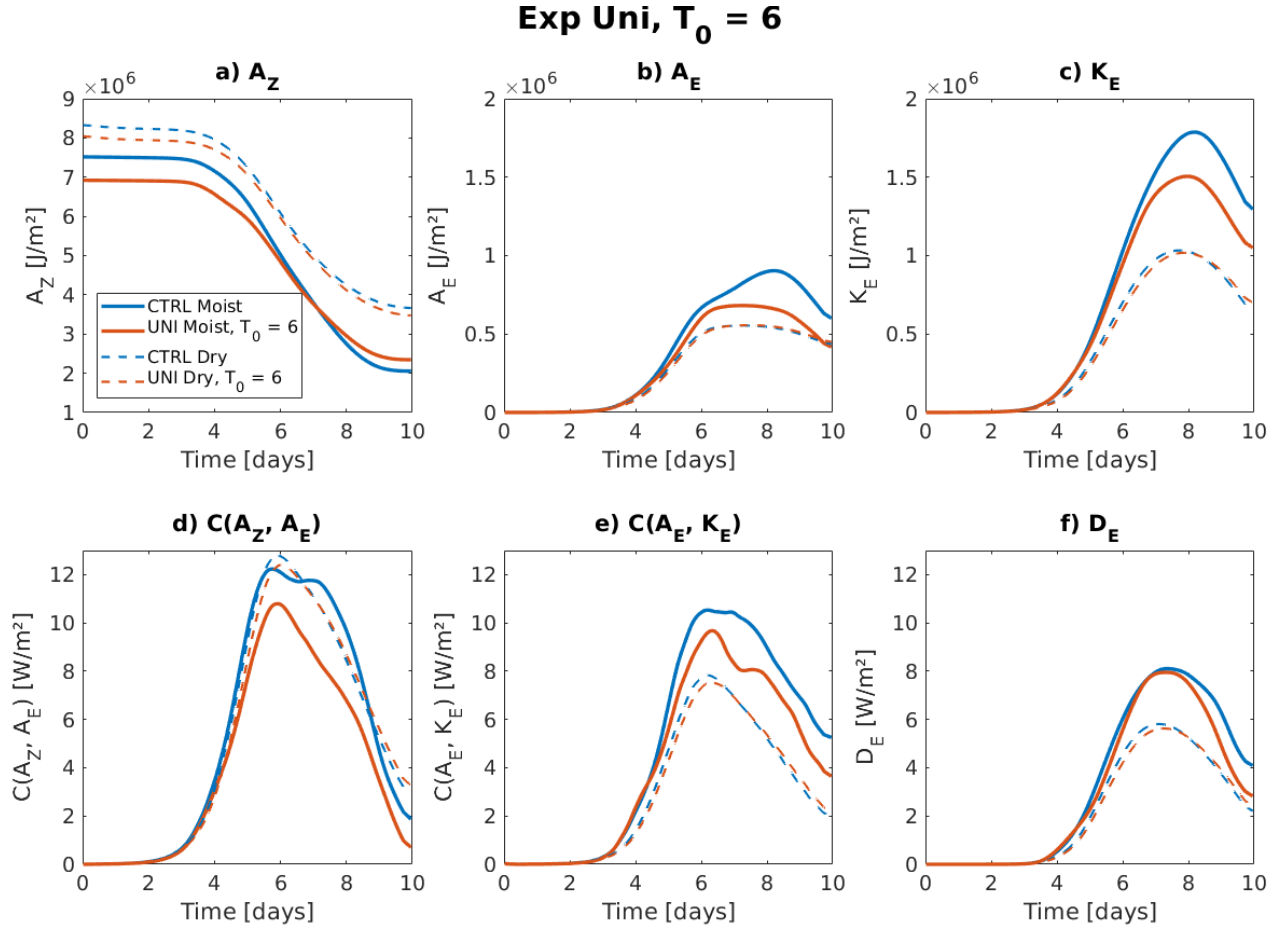 Exp Uni, T0 = 6
a) AZ
b) AE
c) KE
×10⁶
×10⁶
×10⁶
9
8
7
6
5
4
3
2
1
AZ [J/m²]
CTRL Moist
UNI Moist, T0 = 6
CTRL Dry
UNI Dry, T0 = 6
0 2 4 6 8 10
Time [days]
2
1.5
1
0.5
0
AE [J/m²]
0 2 4 6 8 10
Time [days]
2
1.5
1
0.5
0
KE [J/m²]
0 2 4 6 8 10
Time [days]
d) C(AZ, AE)
e) C(AE, KE)
f) DE
12
10
8
6
4
2
0
C(AZ, AE) [W/m²]
0 2 4 6 8 10
Time [days]
12
10
8
6
4
2
0
C(AE, KE) [W/m²]
0 2 4 6 8 10
Time [days]
12
10
8
6
4
2
0
DE [W/m²]
0 2 4 6 8 10
Time [days]